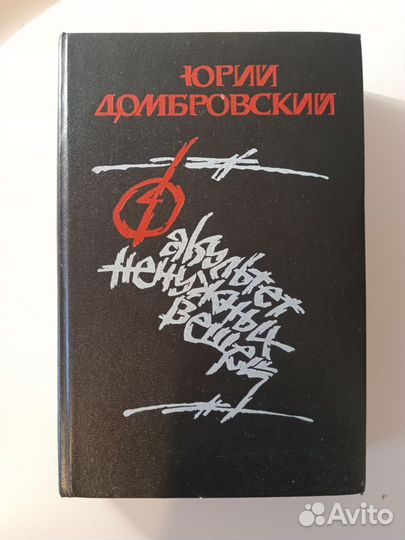 ЮРИЙ
ДОМБРОВСКИЙ
Факультет
ненужных
вещей
Avito